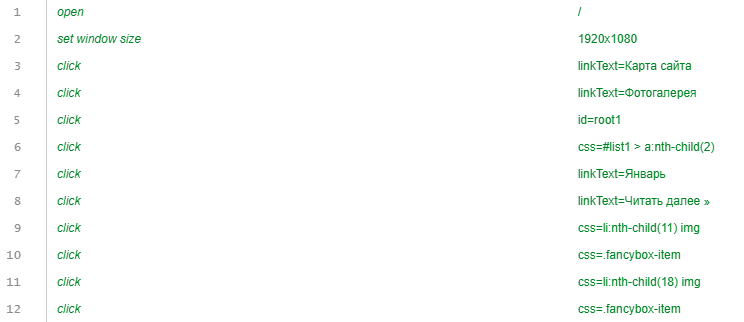 1 open /
2 set window size 1920x1080
3 click linkText=Карта сайта
4 click linkText=Фотогалерея
5 click id=root1
6 click css=#list1 > a:nth-child(2)
7 click linkText=Январь
8 click linkText=Читать далее »
9 click css=li:nth-child(11) img
10 click css=.fancybox-item
11 click css=li:nth-child(18) img
12 click css=.fancybox-item